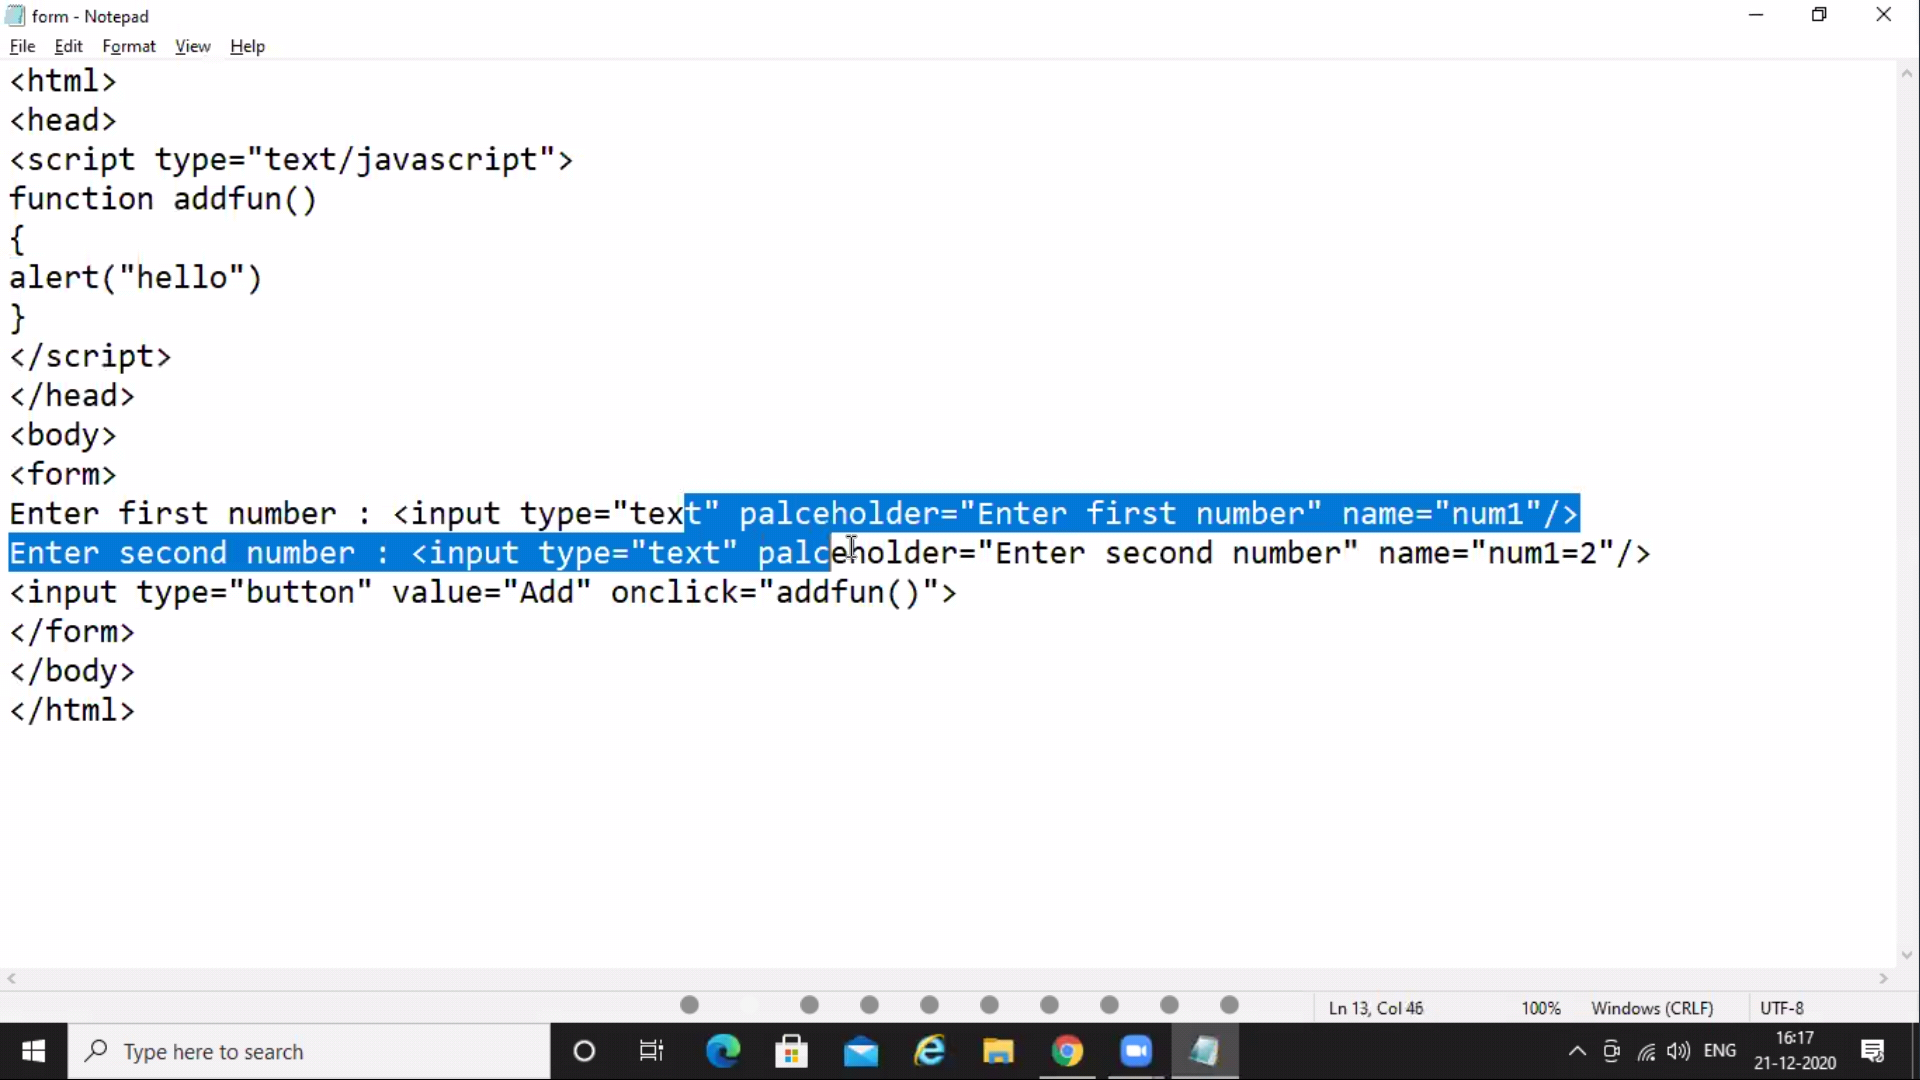 form - Notepad
File Edit Format View Help
<html>
<head>
<script type="text/javascript">
function addfun()
{
alert("hello")
}
</script>
</head>
<body>
<form>
Enter first number : <input type="text" palceholder="Enter first number" name="num1"/>
Enter second number : <input type="text" palceholder="Enter second number" name="num1=2"/>
<input type="button" value="Add" onclick="addfun()">
</form>
</body>
</html>
Ln 13, Col 46 100% Windows (CRLF) UTF-8
Type here to search
ENG
16:17
21-12-2020